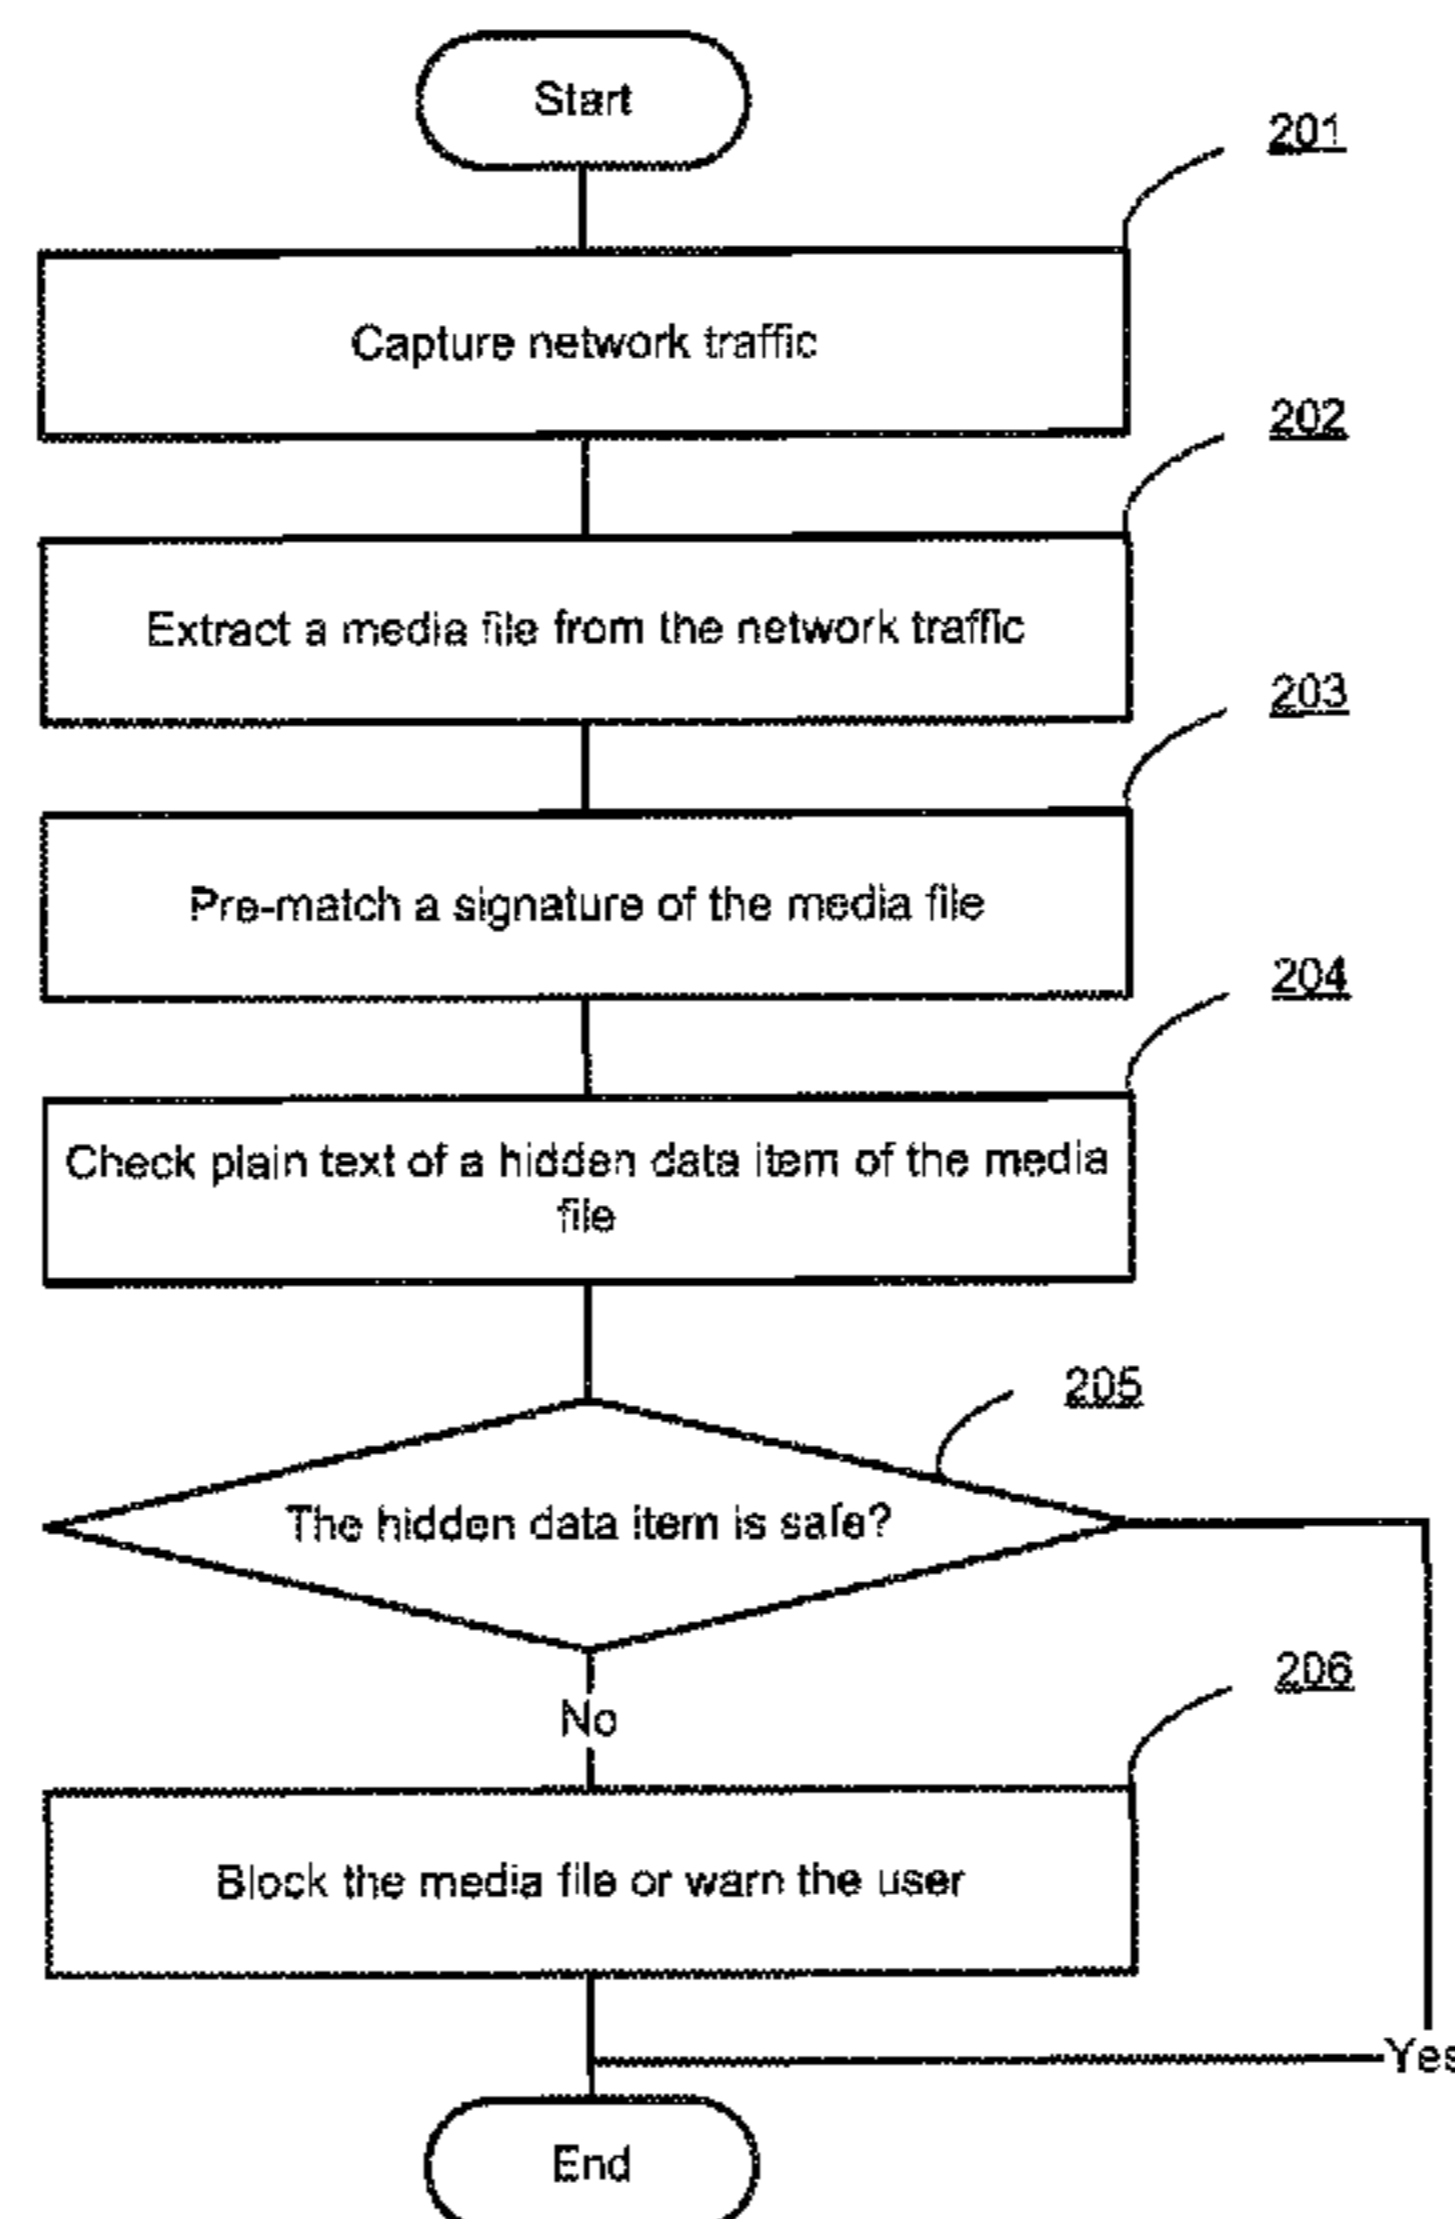 Start
201
Capture network traffic
202
Extract a media file from the network traffic
203
Pre-match a signature of the media file
204
Check plain text of a hidden data item of the media
file
205
The hidden data item is safe?
No
206
Block the media file or warn the user
Yes
End